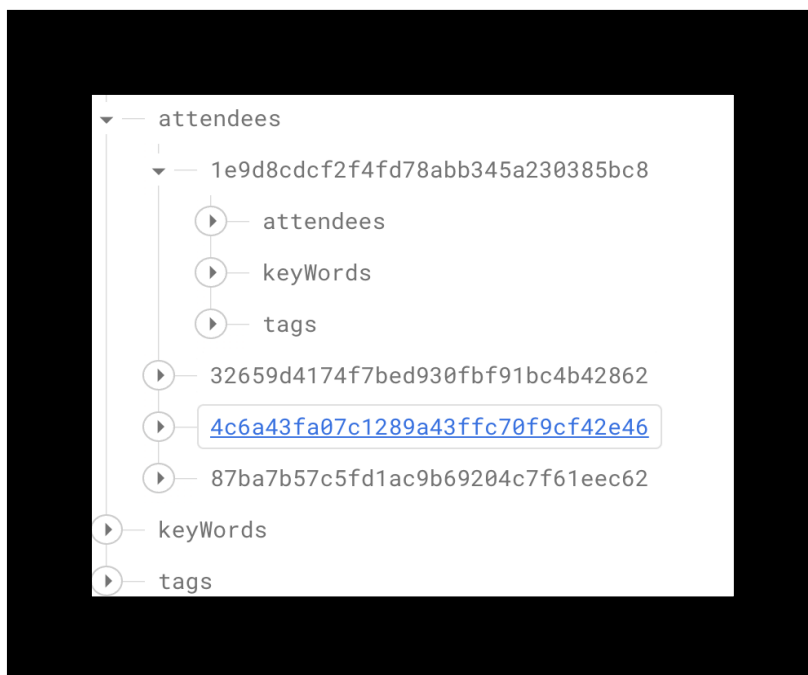 attendees
1e9d8cdcf2f4fd78abb345a230385bc8
attendees
keyWords
tags
32659d4174f7bed930fbf91bc4b42862
4c6a43fa07c1289a43ffc70f9cf42e46
87ba7b57c5fd1ac9b69204c7f61eec62
keyWords
tags